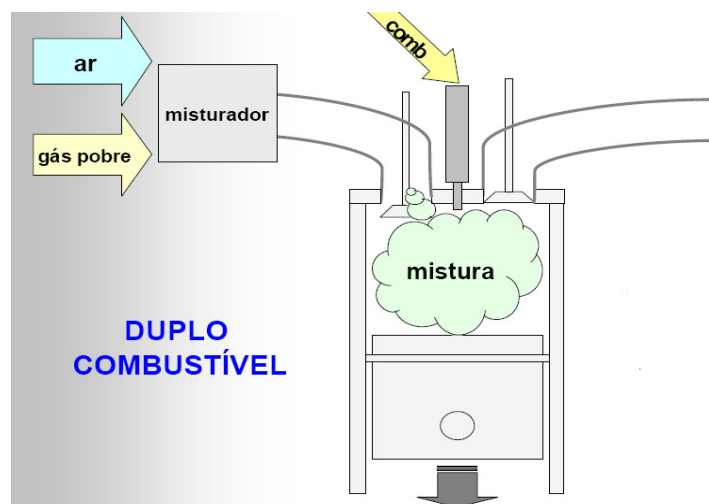 ar
comb
misturador
gás pobre
mistura
DUPLO
COMBUSTÍVEL